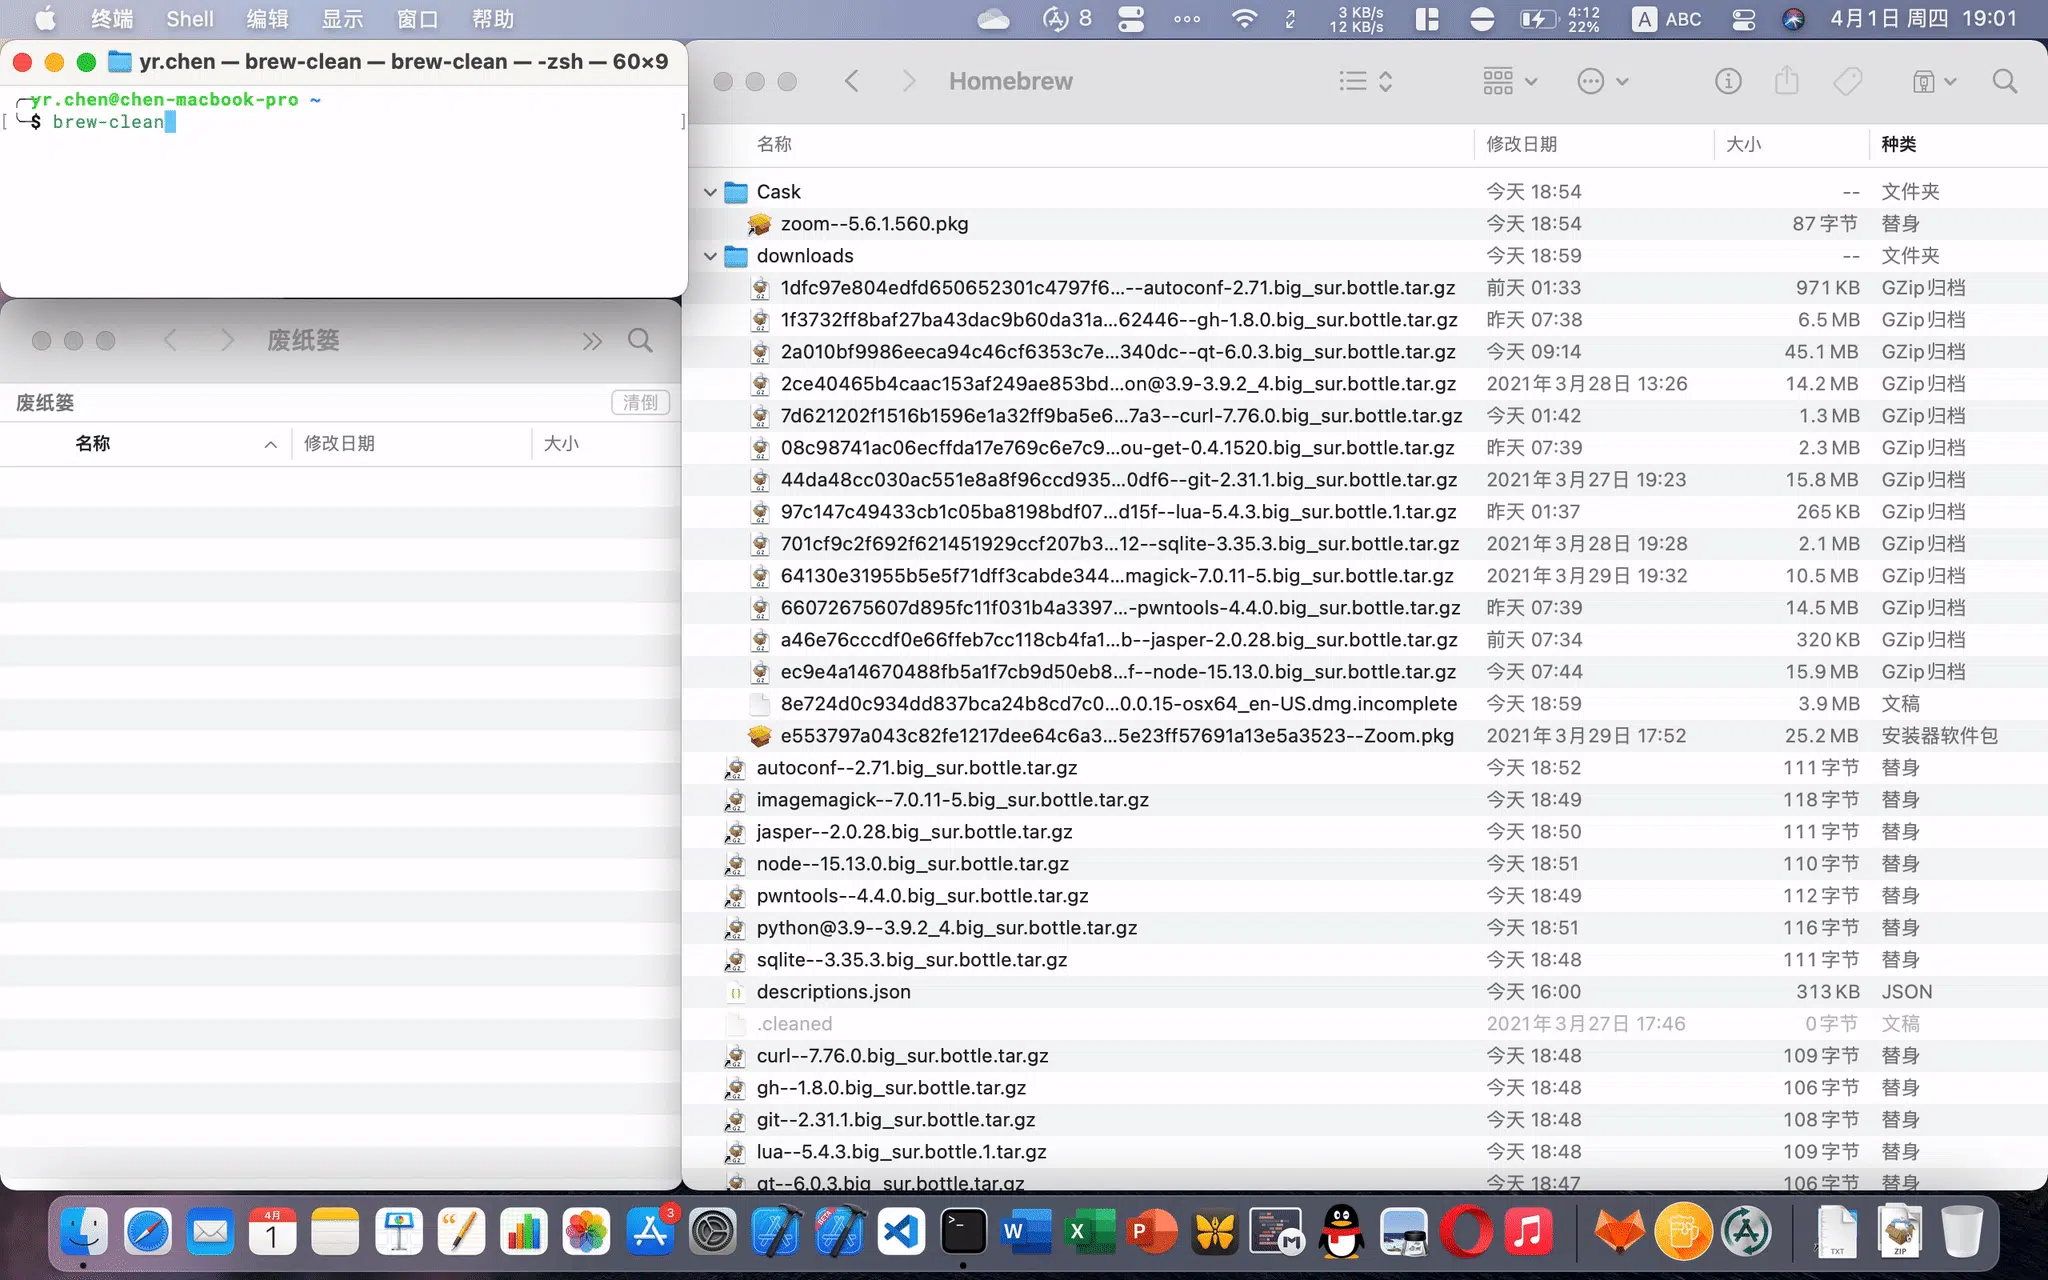 终端 Shell 编辑 显示 窗口 帮助 8 3 KB/s 12 KB/s 4:12 22% A ABC 4月1日 周四 19:01
yr.chen — brew-clean — brew-clean — -zsh — 60×9
yr.chen@chen-macbook-pro ~
[ $ brew-clean ]
废纸篓
废纸篓 清倒
名称 修改日期 大小
Homebrew
名称 修改日期 大小 种类
Cask 今天 18:54 -- 文件夹
zoom--5.6.1.560.pkg 今天 18:54 87 字节 替身
downloads 今天 18:59 -- 文件夹
1dfc97e804edfd650652301c4797f6...--autoconf-2.71.big_sur.bottle.tar.gz 前天 01:33 971 KB GZip归档
1f3732ff8baf27ba43dac9b60da31a...62446--gh-1.8.0.big_sur.bottle.tar.gz 昨天 07:38 6.5 MB GZip归档
2a010bf9986eeca94c46cf6353c7e...340dc--qt-6.0.3.big_sur.bottle.tar.gz 今天 09:14 45.1 MB GZip归档
2ce40465b4caac153af249ae853bd...on@3.9-3.9.2_4.big_sur.bottle.tar.gz 2021年3月28日 13:26 14.2 MB GZip归档
7d621202f1516b1596e1a32ff9ba5e6...7a3--curl-7.76.0.big_sur.bottle.tar.gz 今天 01:42 1.3 MB GZip归档
08c98741ac06ecffda17e769c6e7c9...ou-get-0.4.1520.big_sur.bottle.tar.gz 昨天 07:39 2.3 MB GZip归档
44da48cc030ac551e8a8f96ccd935...0df6--git-2.31.1.big_sur.bottle.tar.gz 2021年3月27日 19:23 15.8 MB GZip归档
97c147c49433cb1c05ba8198bdf07...d15f--lua-5.4.3.big_sur.bottle.1.tar.gz 昨天 01:37 265 KB GZip归档
701cf9c2f692f621451929ccf207b3...12--sqlite-3.35.3.big_sur.bottle.tar.gz 2021年3月28日 19:28 2.1 MB GZip归档
64130e31955b5e5f71dff3cabde344...magick-7.0.11-5.big_sur.bottle.tar.gz 2021年3月29日 19:32 10.5 MB GZip归档
66072675607d895fc11f031b4a3397...-pwntools-4.4.0.big_sur.bottle.tar.gz 昨天 07:39 14.5 MB GZip归档
a46e76cccdf0e66ffeb7cc118cb4fa1...b--jasper-2.0.28.big_sur.bottle.tar.gz 前天 07:34 320 KB GZip归档
ec9e4a14670488fb5a1f7cb9d50eb8...f--node-15.13.0.big_sur.bottle.tar.gz 今天 07:44 15.9 MB GZip归档
8e724d0c934dd837bca24b8cd7c0...0.0.15-osx64_en-US.dmg.incomplete 今天 18:59 3.9 MB 文稿
e553797a043c82fe1217dee64c6a3...5e23ff57691a13e5a3523--Zoom.pkg 2021年3月29日 17:52 25.2 MB 安装器软件包
autoconf--2.71.big_sur.bottle.tar.gz 今天 18:52 111 字节 替身
imagemagick--7.0.11-5.big_sur.bottle.tar.gz 今天 18:49 118 字节 替身
jasper--2.0.28.big_sur.bottle.tar.gz 今天 18:50 111 字节 替身
node--15.13.0.big_sur.bottle.tar.gz 今天 18:51 110 字节 替身
pwntools--4.4.0.big_sur.bottle.tar.gz 今天 18:49 112 字节 替身
python@3.9--3.9.2_4.big_sur.bottle.tar.gz 今天 18:51 116 字节 替身
sqlite--3.35.3.big_sur.bottle.tar.gz 今天 18:48 111 字节 替身
descriptions.json 今天 16:00 313 KB JSON
.cleaned 2021年3月27日 17:46 0 字节 文稿
curl--7.76.0.big_sur.bottle.tar.gz 今天 18:48 109 字节 替身
gh--1.8.0.big_sur.bottle.tar.gz 今天 18:48 106 字节 替身
git--2.31.1.big_sur.bottle.tar.gz 今天 18:48 108 字节 替身
lua--5.4.3.big_sur.bottle.1.tar.gz 今天 18:48 109 字节 替身
qt--6.0.3.big_sur.bottle.tar.gz 今天 18:47 106 字节 替身
4月 1 3 BETA >_ W X P M TXT ZIP